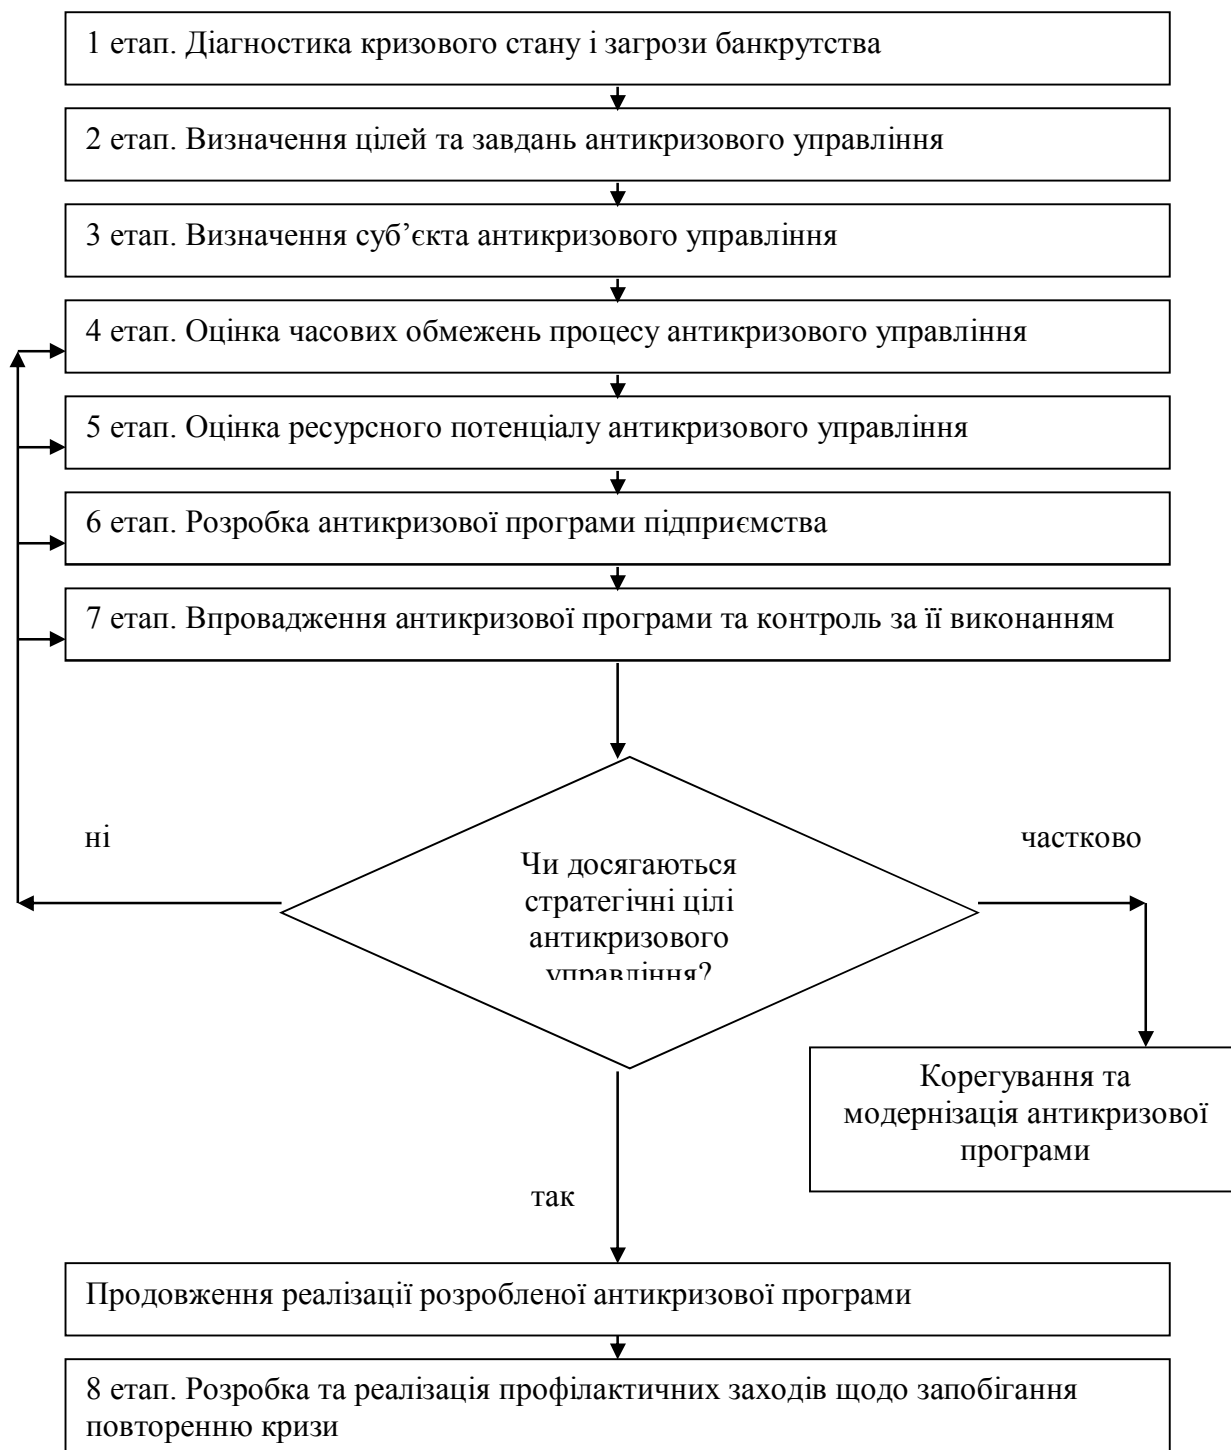 1 етап. Діагностика кризового стану і загрози банкрутства
2 етап. Визначення цілей та завдань антикризового управління
3 етап. Визначення суб’єкта антикризового управління
4 етап. Оцінка часових обмежень процесу антикризового управління
5 етап. Оцінка ресурсного потенціалу антикризового управління
6 етап. Розробка антикризової програми підприємства
7 етап. Впровадження антикризової програми та контроль за її виконанням
ні
частково
Чи досягаються
стратегічні цілі
антикризового
управління?
Корегування та
модернізація антикризової
програми
так
Продовження реалізації розробленої антикризової програми
8 етап. Розробка та реалізація профілактичних заходів щодо запобігання
повторенню кризи